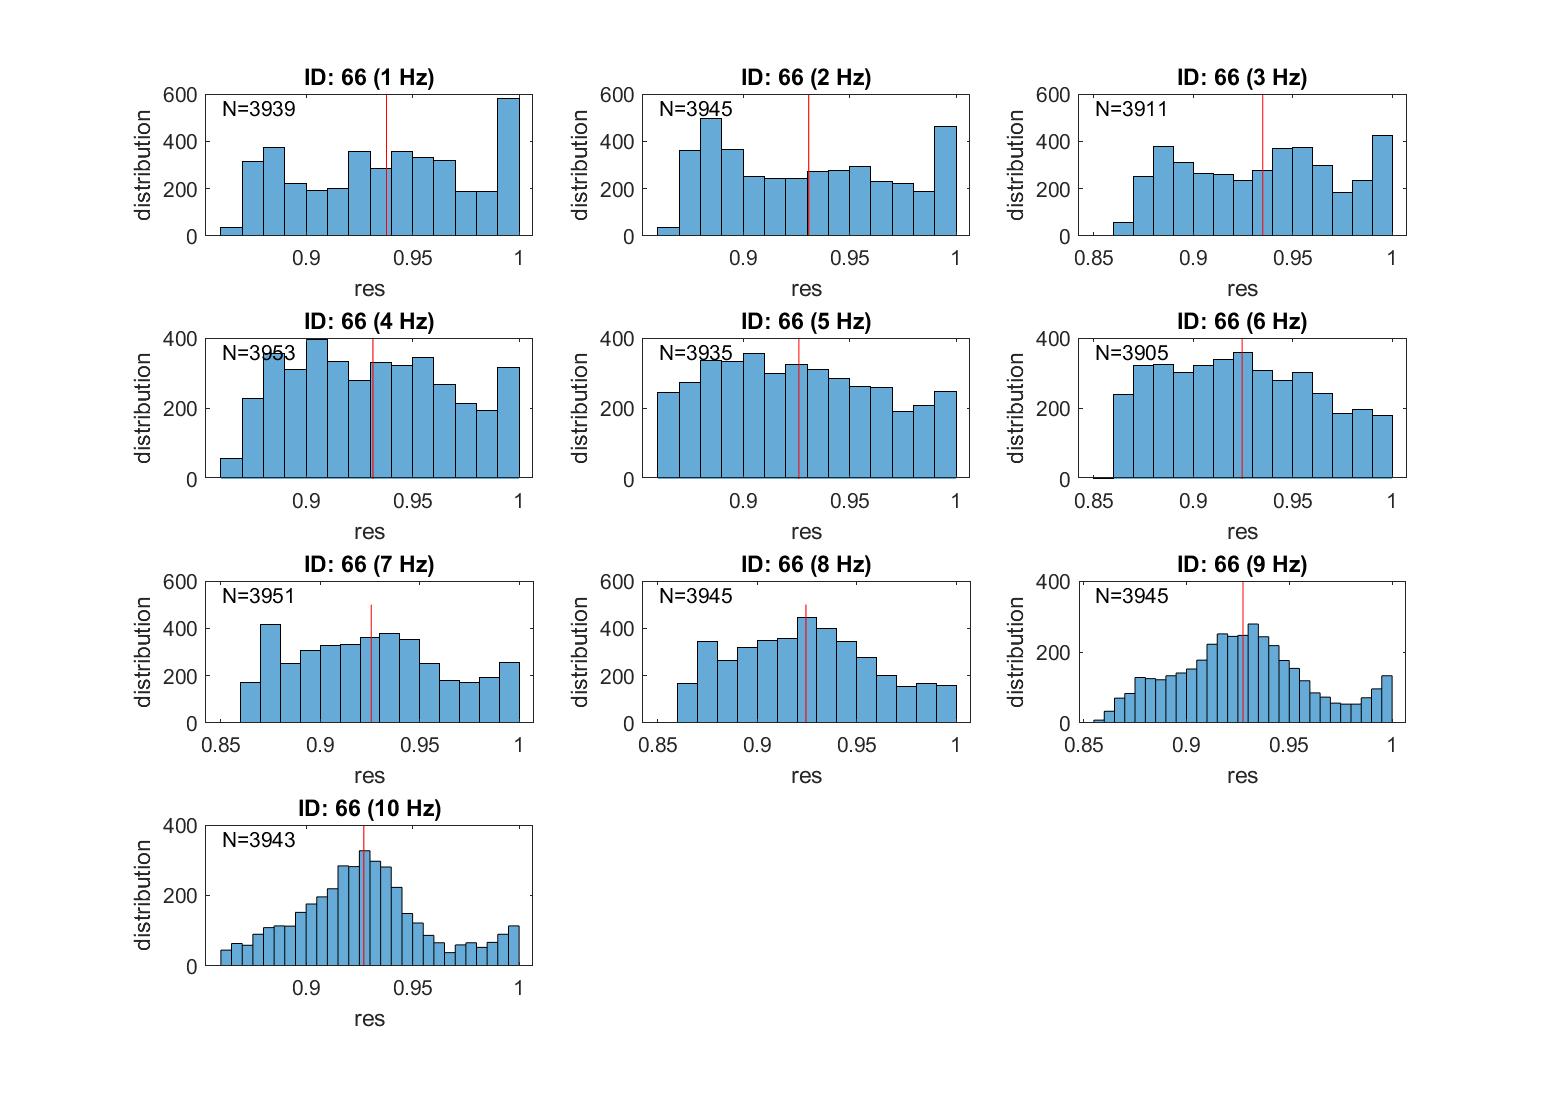 ID: 66 (1 Hz)
N=3939
distribution
600
400
200
0
0.9 0.95 1
res
ID: 66 (2 Hz)
N=3945
distribution
600
400
200
0
0.9 0.95 1
res
ID: 66 (3 Hz)
N=3911
distribution
600
400
200
0
0.85 0.9 0.95 1
res
ID: 66 (4 Hz)
N=3953
distribution
400
200
0
0.9 0.95 1
res
ID: 66 (5 Hz)
N=3935
distribution
400
200
0
0.9 0.95 1
res
ID: 66 (6 Hz)
N=3905
distribution
400
200
0
0.85 0.9 0.95 1
res
ID: 66 (7 Hz)
N=3951
distribution
600
400
200
0
0.85 0.9 0.95 1
res
ID: 66 (8 Hz)
N=3945
distribution
600
400
200
0
0.85 0.9 0.95 1
res
ID: 66 (9 Hz)
N=3945
distribution
400
200
0
0.85 0.9 0.95 1
res
ID: 66 (10 Hz)
N=3943
distribution
400
200
0
0.9 0.95 1
res